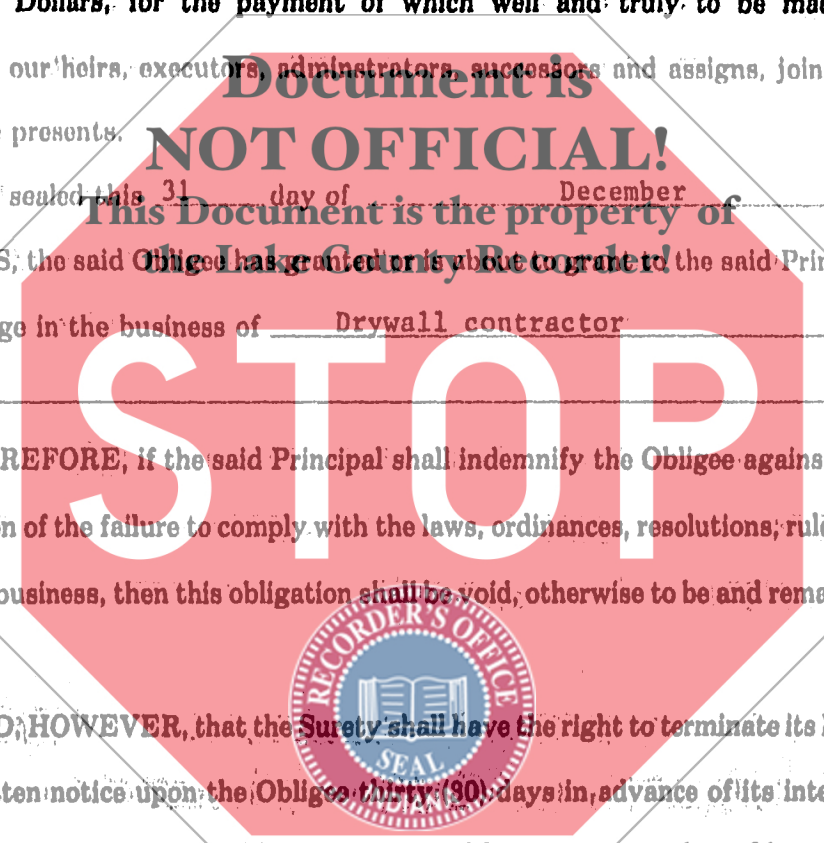 Dollars, for the payment of which well and truly to be mad
our heirs, executors, adminstrators, successors and assigns, join
Document is
presents.
NOT OFFICIAL!
sealed this 31 day of December
This Document is the property of
S, the said Obligee has granted or is about to grant to the said Prin
the Lake County Recorder!
ge in the business of Drywall contractor
STOP
REFORE, if the said Principal shall indemnify the Obligee agains
n of the failure to comply with the laws, ordinances, resolutions, rule
business, then this obligation shall be void, otherwise to be and rema
RECORDER'S OFFICE
D, HOWEVER, that the Surety shall have the right to terminate its
SEAL
ten notice upon the Obligee thirty (30) days in advance of its inte
INDIANA